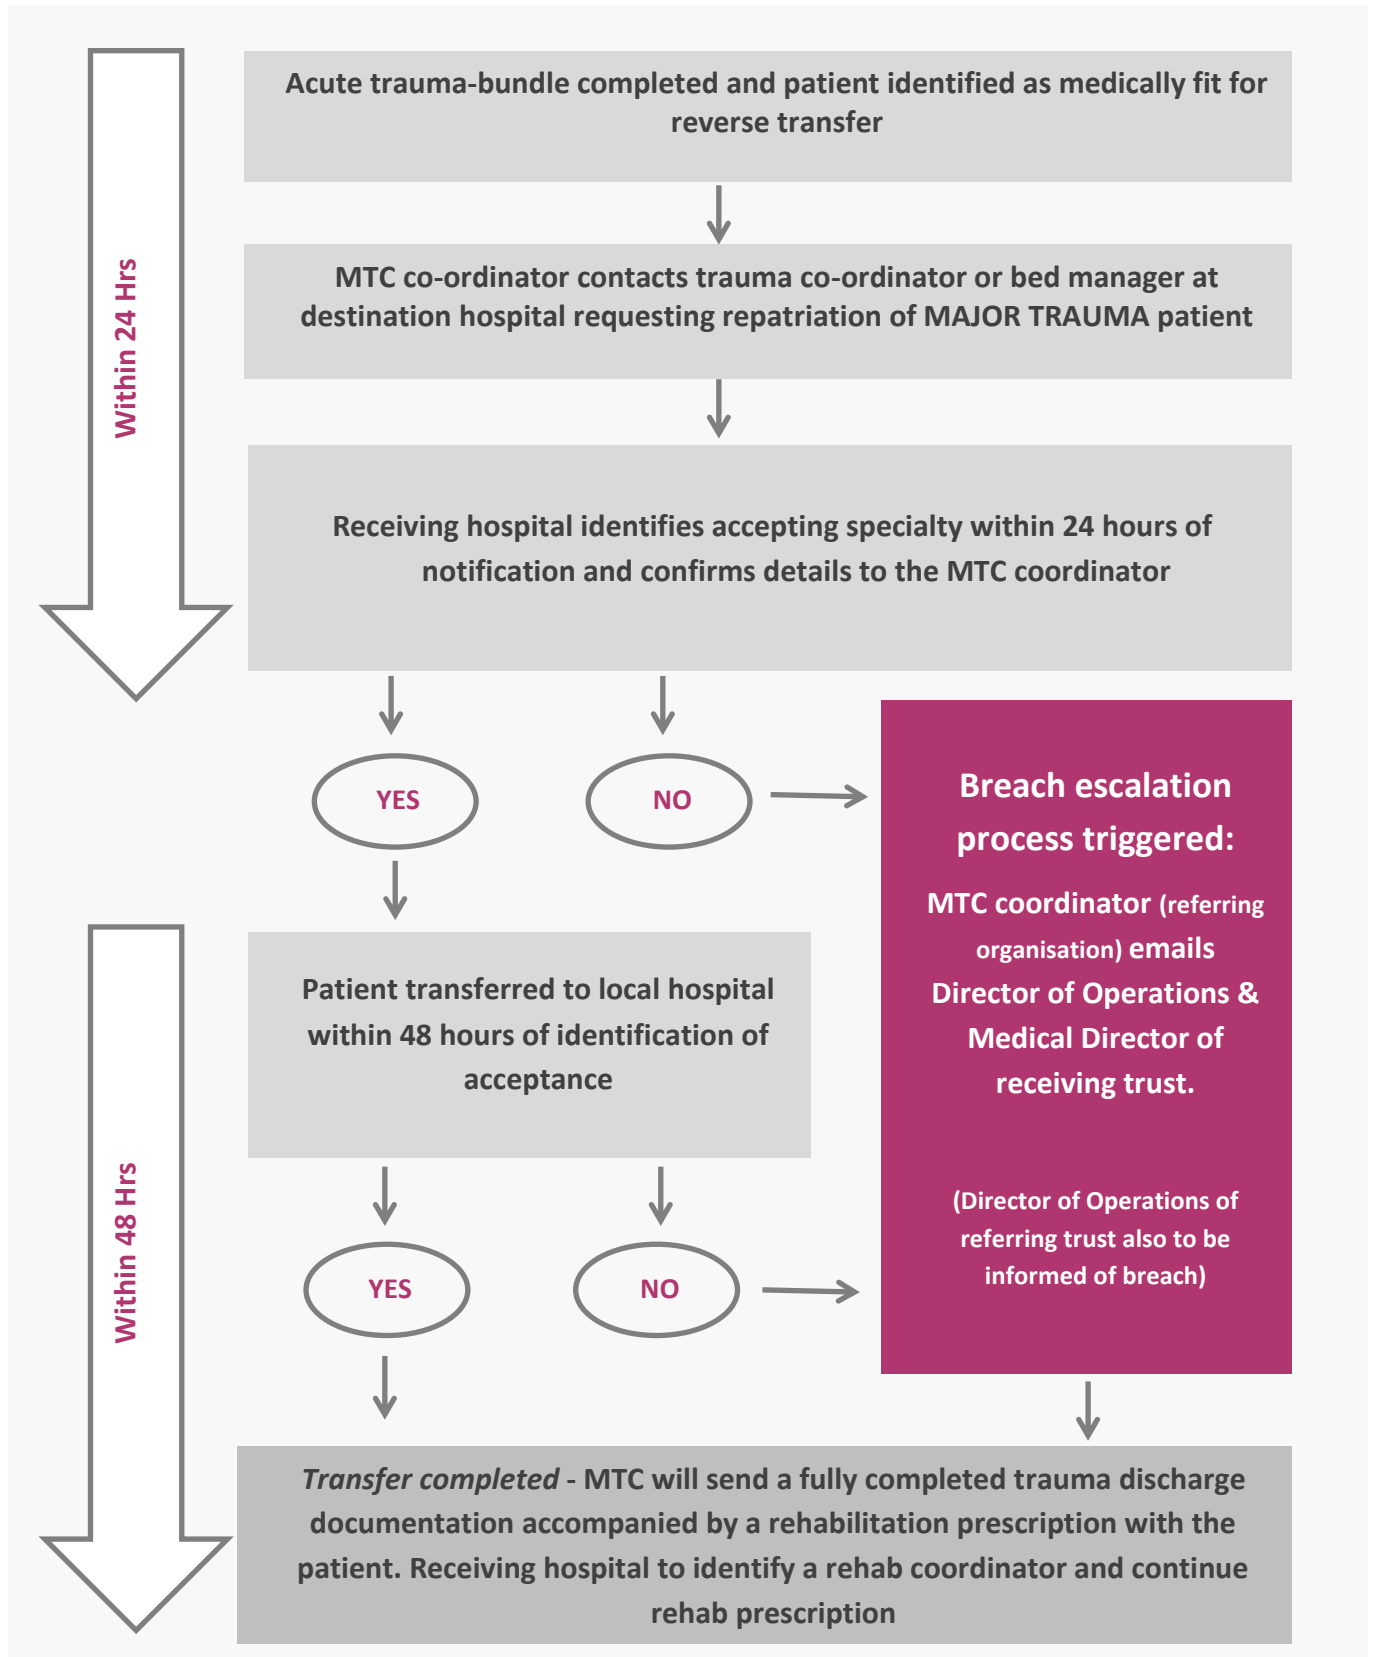 Acute trauma-bundle completed and patient identified as medically fit for
reverse transfer
Within 24 Hrs
MTC co-ordinator contacts trauma co-ordinator or bed manager at
destination hospital requesting repatriation of MAJOR TRAUMA patient
Receiving hospital identifies accepting specialty within 24 hours of
notification and confirms details to the MTC coordinator
YES
NO
Breach escalation
process triggered:
MTC coordinator (referring
organisation) emails
Director of Operations &
Medical Director of
receiving trust.
(Director of Operations of
referring trust also to be
informed of breach)
Within 48 Hrs
Patient transferred to local hospital
within 48 hours of identification of
acceptance
YES
NO
Transfer completed - MTC will send a fully completed trauma discharge
documentation accompanied by a rehabilitation prescription with the
patient. Receiving hospital to identify a rehab coordinator and continue
rehab prescription